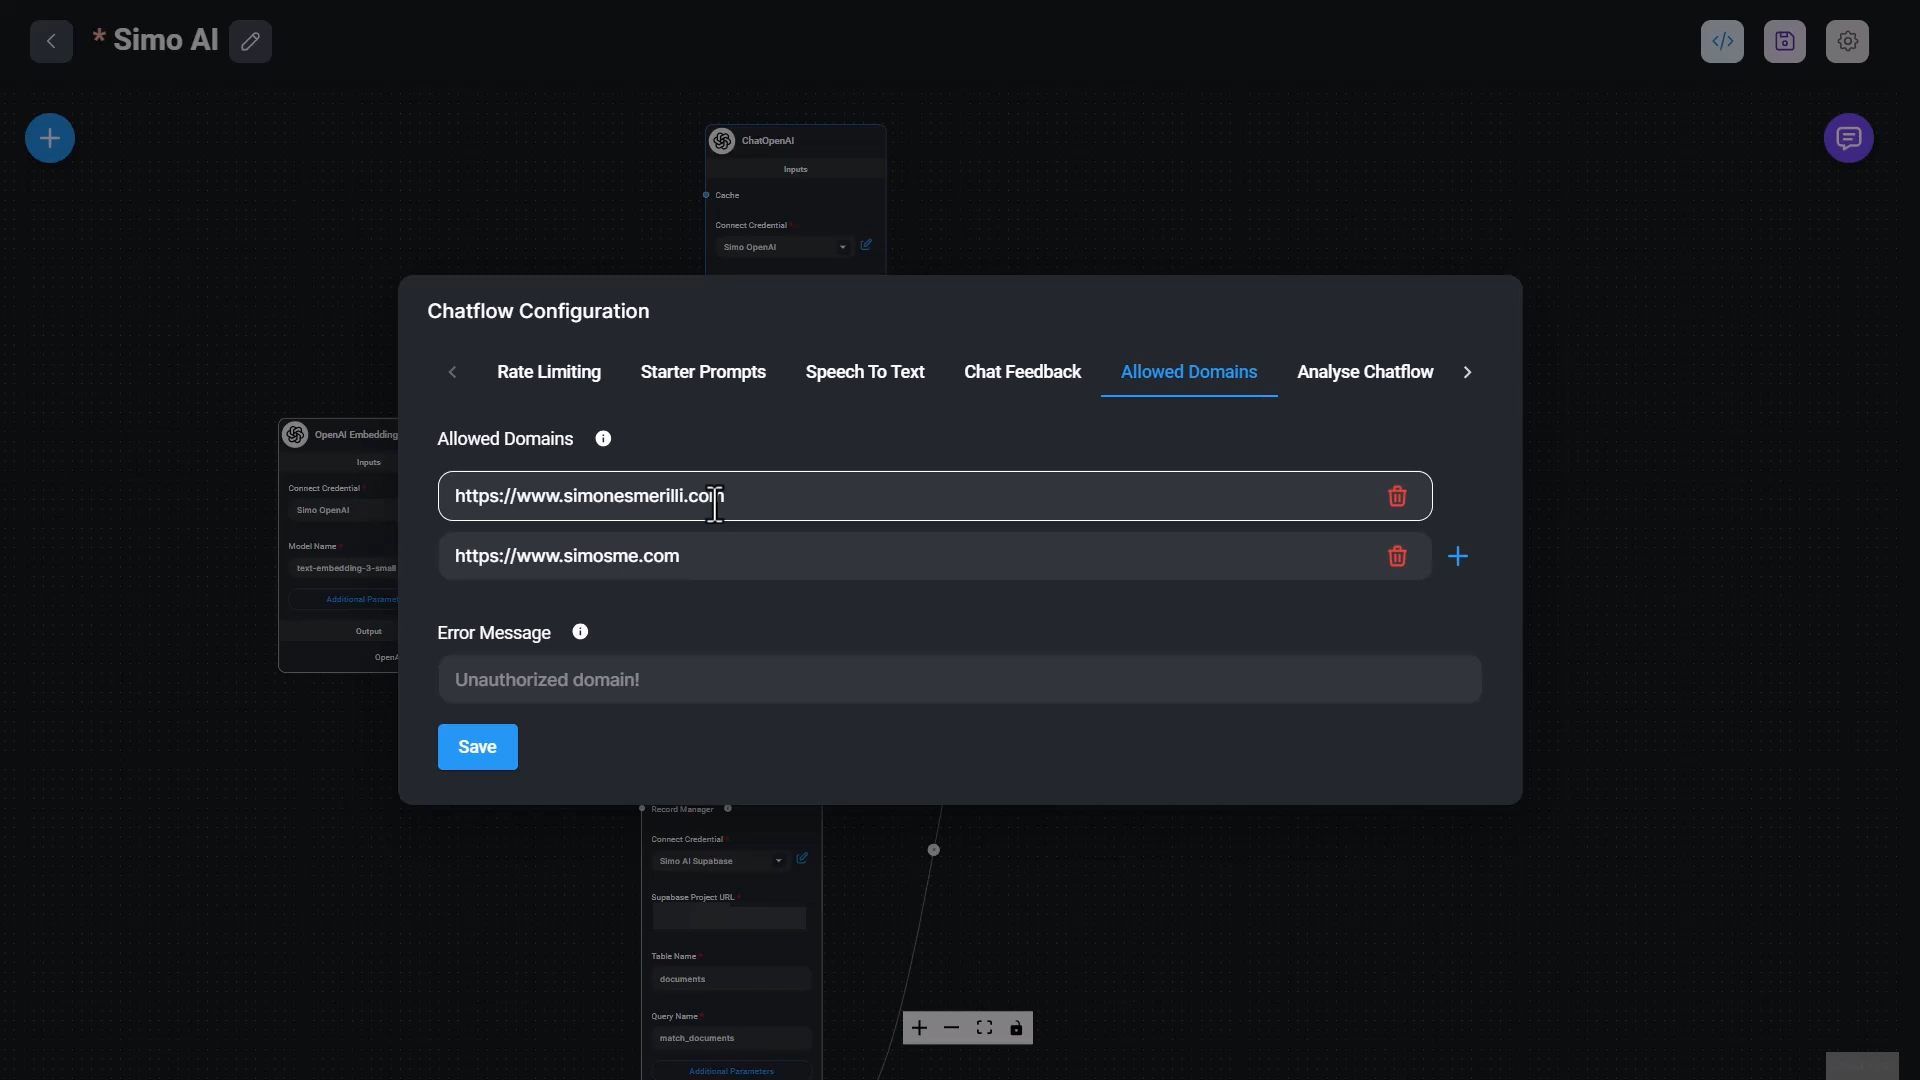 * Simo AI
ChatOpenAI
Inputs
Cache
Connect Credential *
Simo OpenAI
Chatflow Configuration
Rate Limiting
Starter Prompts
Speech To Text
Chat Feedback
Allowed Domains
Analyse Chatflow
Allowed Domains
https://www.simonesmerilli.com
https://www.simosme.com
Error Message
Unauthorized domain!
Save
OpenAI Embedding
Inputs
Connect Credential *
Simo OpenAI
Model Name *
text-embedding-3-small
Additional Paramet
Output
OpenA
Record Manager
Connect Credential *
Simo AI Supabase
Supabase Project URL *
Table Name *
documents
Query Name *
match_documents
Additional Parameters